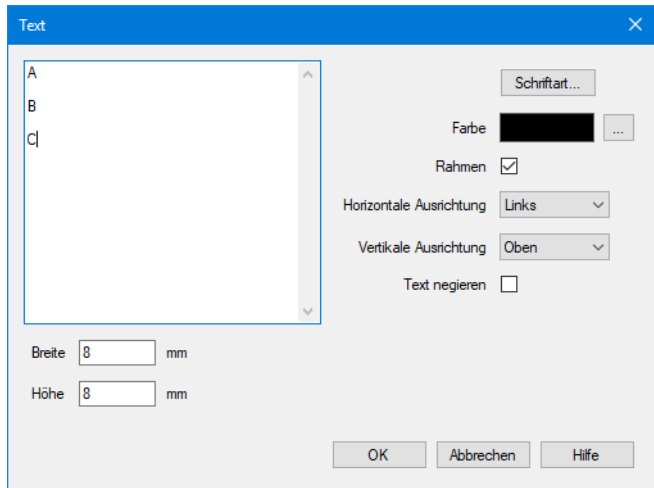 Text
A
B
C
Schriftart...
Farbe
...
Rahmen
Horizontale Ausrichtung Links
Vertikale Ausrichtung Oben
Text negieren
Breite 8 mm
Höhe 8 mm
OK Abbrechen Hilfe